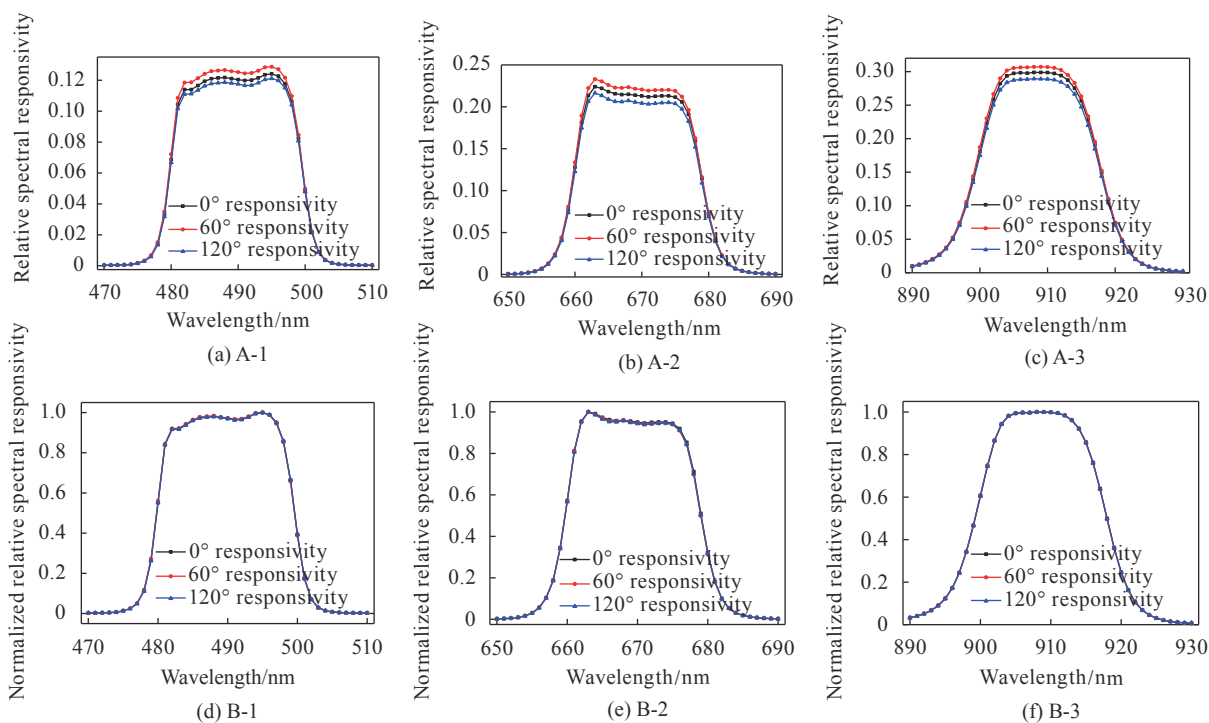 Relative spectral responsivity
0.12
0.10
0.08
0.06
0.04
0.02
0
0° responsivity
60° responsivity
120° responsivity
470 480 490 500 510
Wavelength/nm
(a) A-1
Relative spectral responsivity
0.25
0.20
0.15
0.10
0.05
0
0° responsivity
60° responsivity
120° responsivity
650 660 670 680 690
Wavelength/nm
(b) A-2
Relative spectral responsivity
0.30
0.25
0.20
0.15
0.10
0.05
0
0° responsivity
60° responsivity
120° responsivity
890 900 910 920 930
Wavelength/nm
(c) A-3
Normalized relative spectral responsivity
1.0
0.8
0.6
0.4
0.2
0
0° responsivity
60° responsivity
120° responsivity
470 480 490 500 510
Wavelength/nm
(d) B-1
Normalized relative spectral responsivity
1.0
0.8
0.6
0.4
0.2
0
0° responsivity
60° responsivity
120° responsivity
650 660 670 680 690
Wavelength/nm
(e) B-2
Normalized relative spectral responsivity
1.0
0.8
0.6
0.4
0.2
0
0° responsivity
60° responsivity
120° responsivity
890 900 910 920 930
Wavelength/nm
(f) B-3